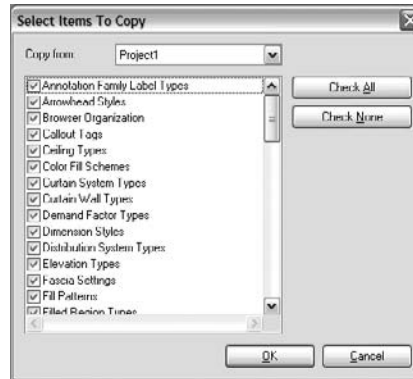 Select Items To Copy
Copy from: Project1
Annotation Family Label Types
Arrowhead Styles
Browser Organization
Callout Tags
Ceiling Types
Color Fill Schemes
Curtain System Types
Curtain Wall Types
Demand Factor Types
Dimension Styles
Distribution System Types
Elevation Types
Fascia Settings
Fill Patterns
Filled Region Types
Check All
Check None
OK
Cancel